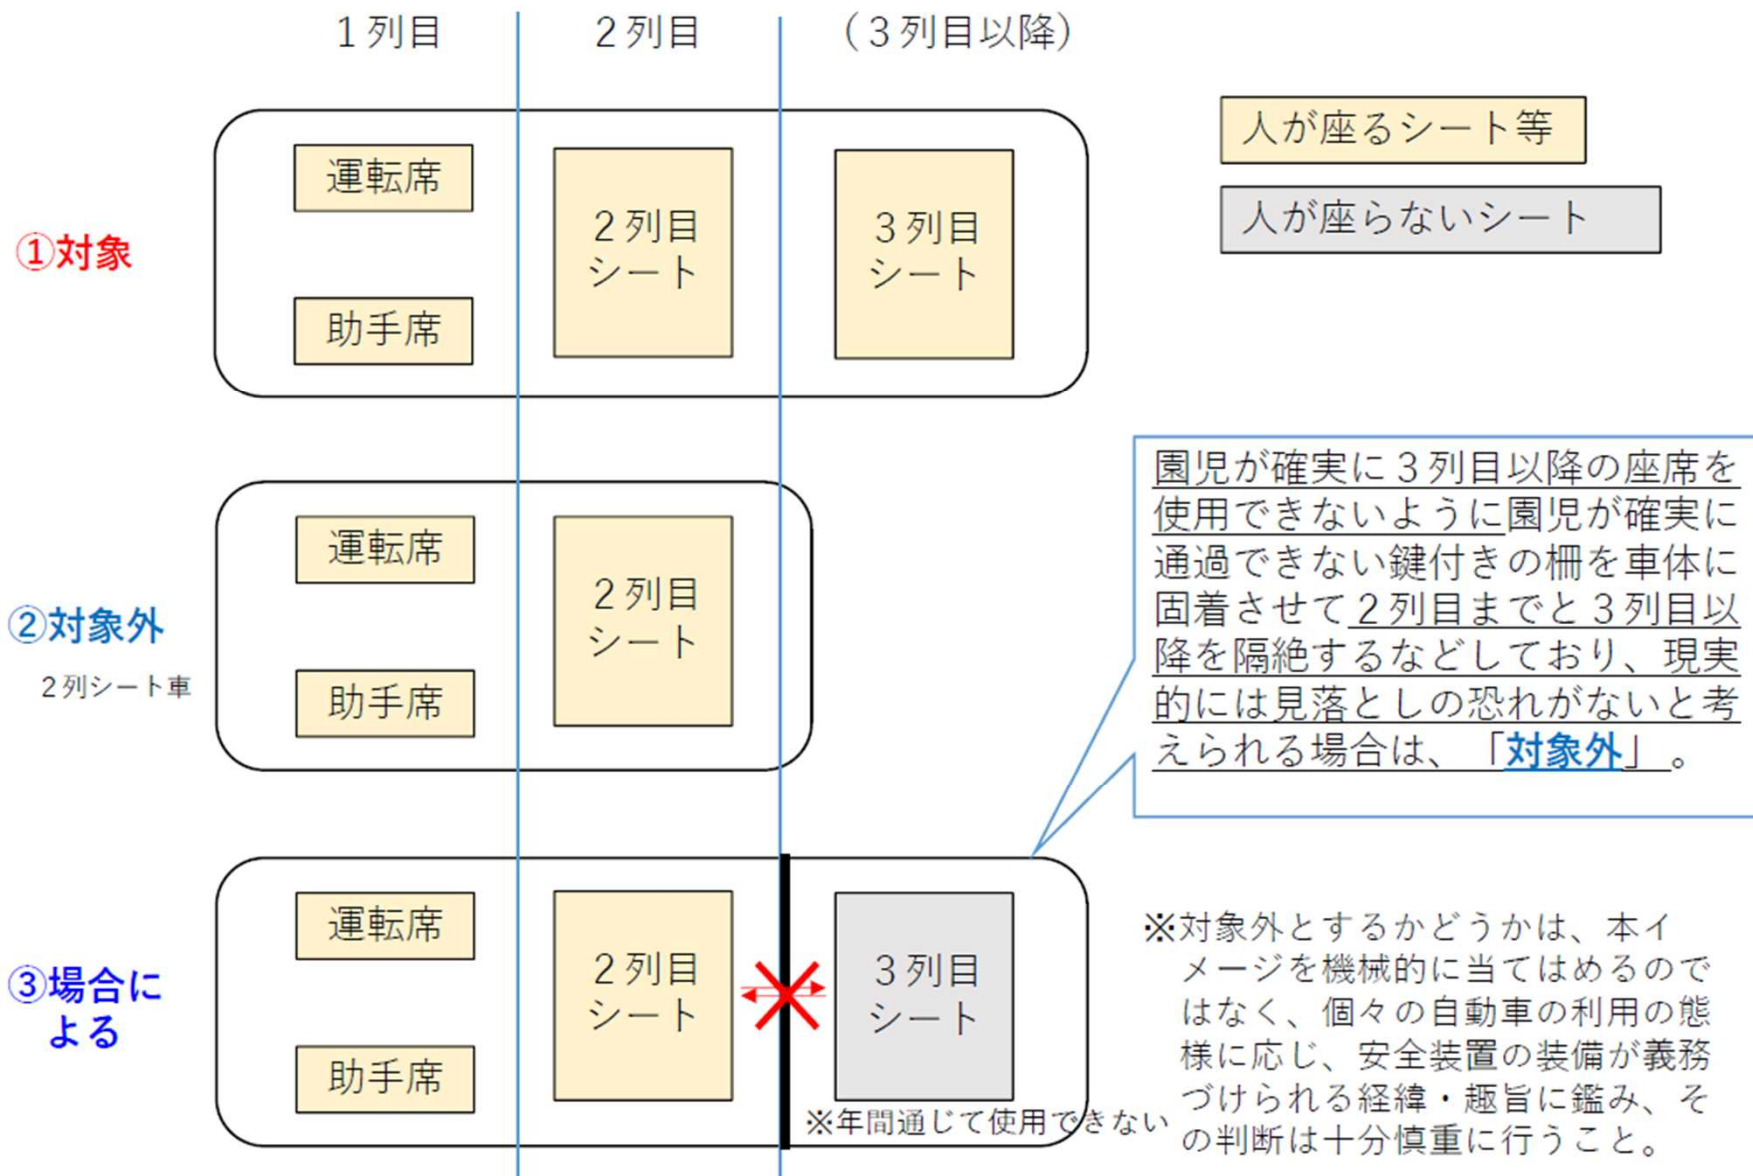 １列目
２列目
（３列目以降）
人が座るシート等
人が座らないシート
①対象
運転席
助手席
２列目
シート
３列目
シート
②対象外
２列シート車
運転席
助手席
２列目
シート
園児が確実に３列目以降の座席を
使用できないように園児が確実に
通過できない鍵付きの柵を車体に
固着させて２列目までと３列目以
降を隔絶するなどしており、現実
的には見落としの恐れがないと考
えられる場合は、「対象外」。
③場合に
よる
運転席
助手席
２列目
シート
３列目
シート
※年間通じて使用できない
※対象外とするかどうかは、本イ
メージを機械的に当てはめるので
はなく、個々の自動車の利用の態
様に応じ、安全装置の装備が義務
づけられる経緯・趣旨に鑑み、そ
の判断は十分慎重に行うこと。